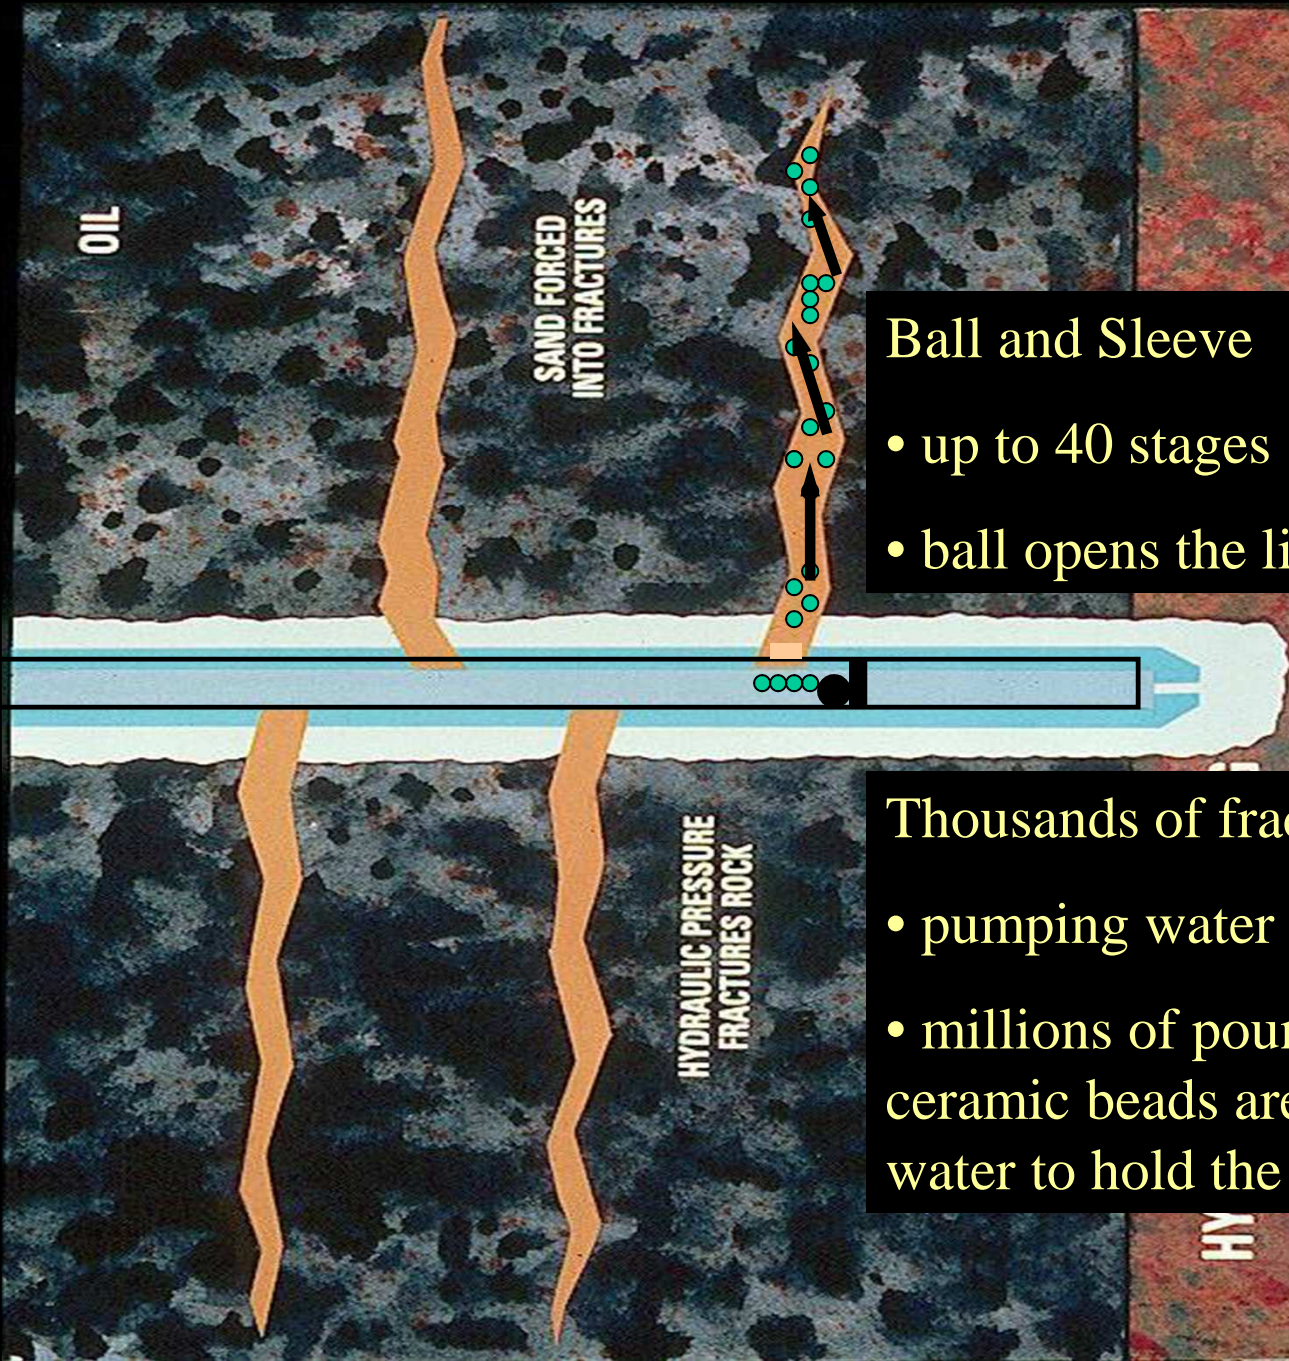 OIL
SAND FORCED
INTO FRACTURES
Ball and Sleeve
• up to 40 stages
• ball opens the
HYDRAULIC PRESSURE
FRACTURES ROCK
Thousands of
• pumping water
• millions of
ceramic beads
water to hold the